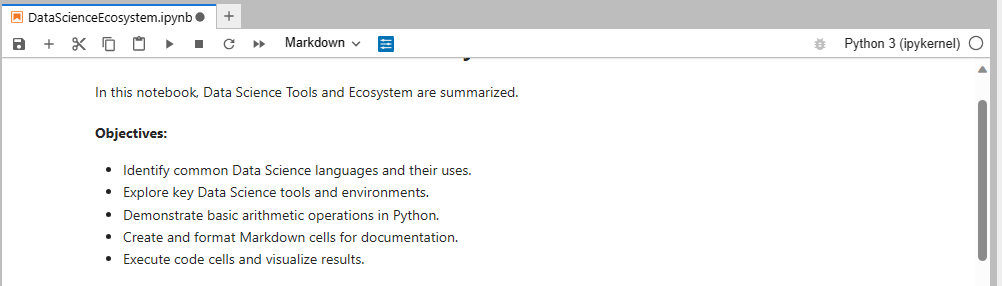 DataScienceEcosystem.ipynb
Markdown
Python 3 (ipykernel)
In this notebook, Data Science Tools and Ecosystem are summarized.
Objectives:
Identify common Data Science languages and their uses.
Explore key Data Science tools and environments.
Demonstrate basic arithmetic operations in Python.
Create and format Markdown cells for documentation.
Execute code cells and visualize results.